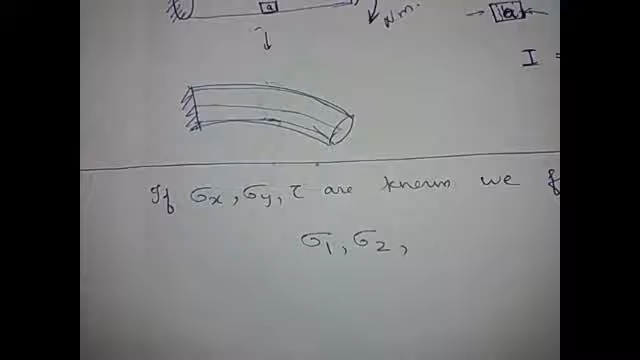 a
N m.
a
I =
If σx, σy, τ are known we f
σ1, σ2,